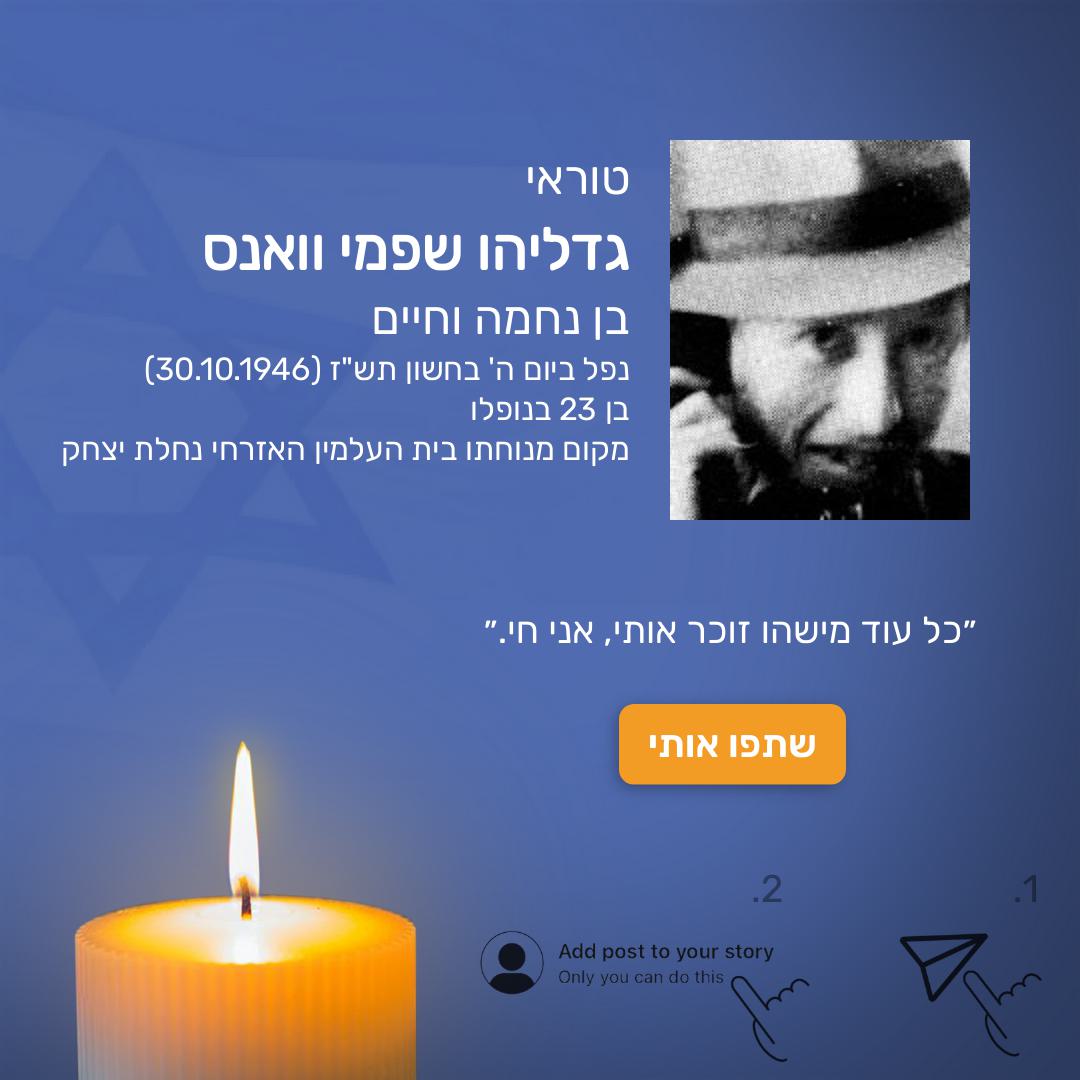 טוראי
גדליהו שפמי וואנס
בן נחמה וחיים
נפל ביום ה' בחשון תש"ז (30.10.1946)
בן 23 בנופלו
מקום מנוחתו בית העלמין האזרחי נחלת יצחק
״כל עוד מישהו זוכר אותי, אני חי.״
שתפו אותי
1.
2.
Add post to your story
Only you can do this